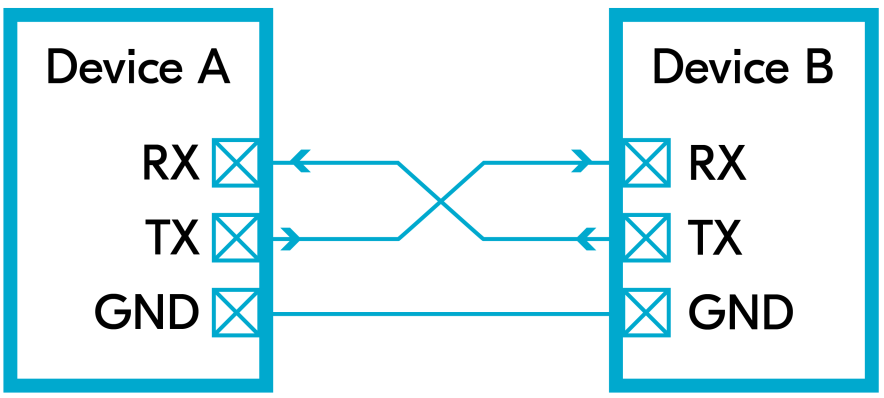 Device A
RX
TX
GND
Device B
RX
TX
GND